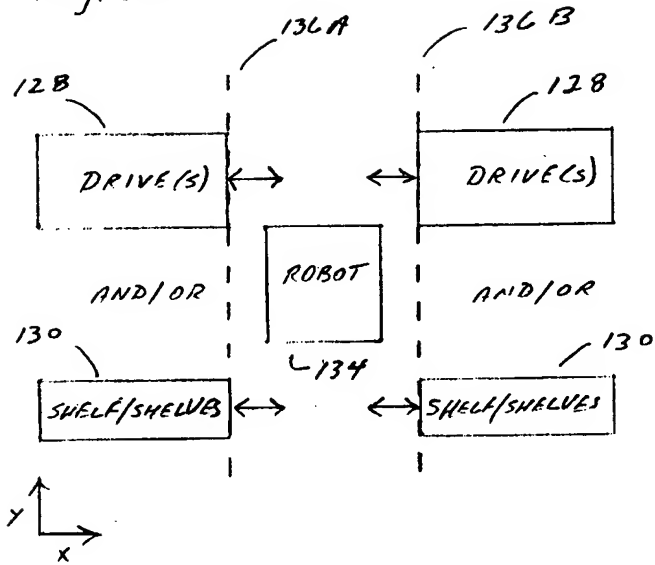 136A
136B
128
128
DRIVE(S)
DRIVE(S)
ROBOT
AND/OR
AND/OR
130
130
134
SHELF/SHELVES
SHELF/SHELVES
Y
X